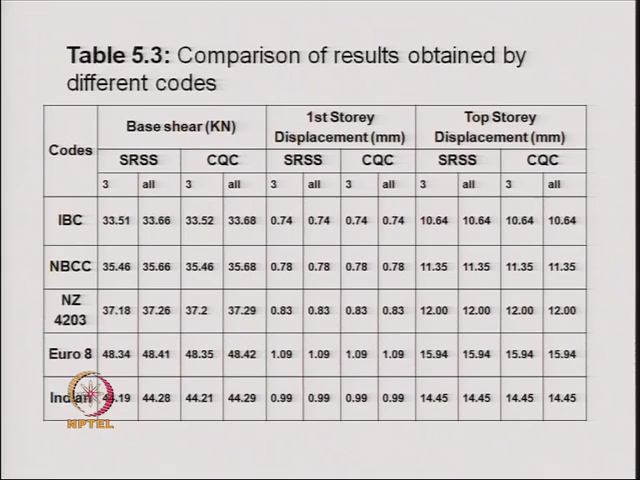 Table 5.3: Comparison of results obtained by
different codes
Codes Base shear (KN) 1st Storey Displacement (mm) Top Storey Displacement (mm)
SRSS CQC SRSS CQC SRSS CQC
3 all 3 all 3 all 3 all 3 all 3 all
IBC 33.51 33.66 33.52 33.68 0.74 0.74 0.74 0.74 10.64 10.64 10.64 10.64
NBCC 35.46 35.66 35.46 35.68 0.78 0.78 0.78 0.78 11.35 11.35 11.35 11.35
NZ 4203 37.18 37.26 37.2 37.29 0.83 0.83 0.83 0.83 12.00 12.00 12.00 12.00
Euro 8 48.34 48.41 48.35 48.42 1.09 1.09 1.09 1.09 15.94 15.94 15.94 15.94
Indian 44.28 44.21 44.29 0.99 0.99 0.99 0.99 14.45 14.45 14.45 14.45
NPTEL